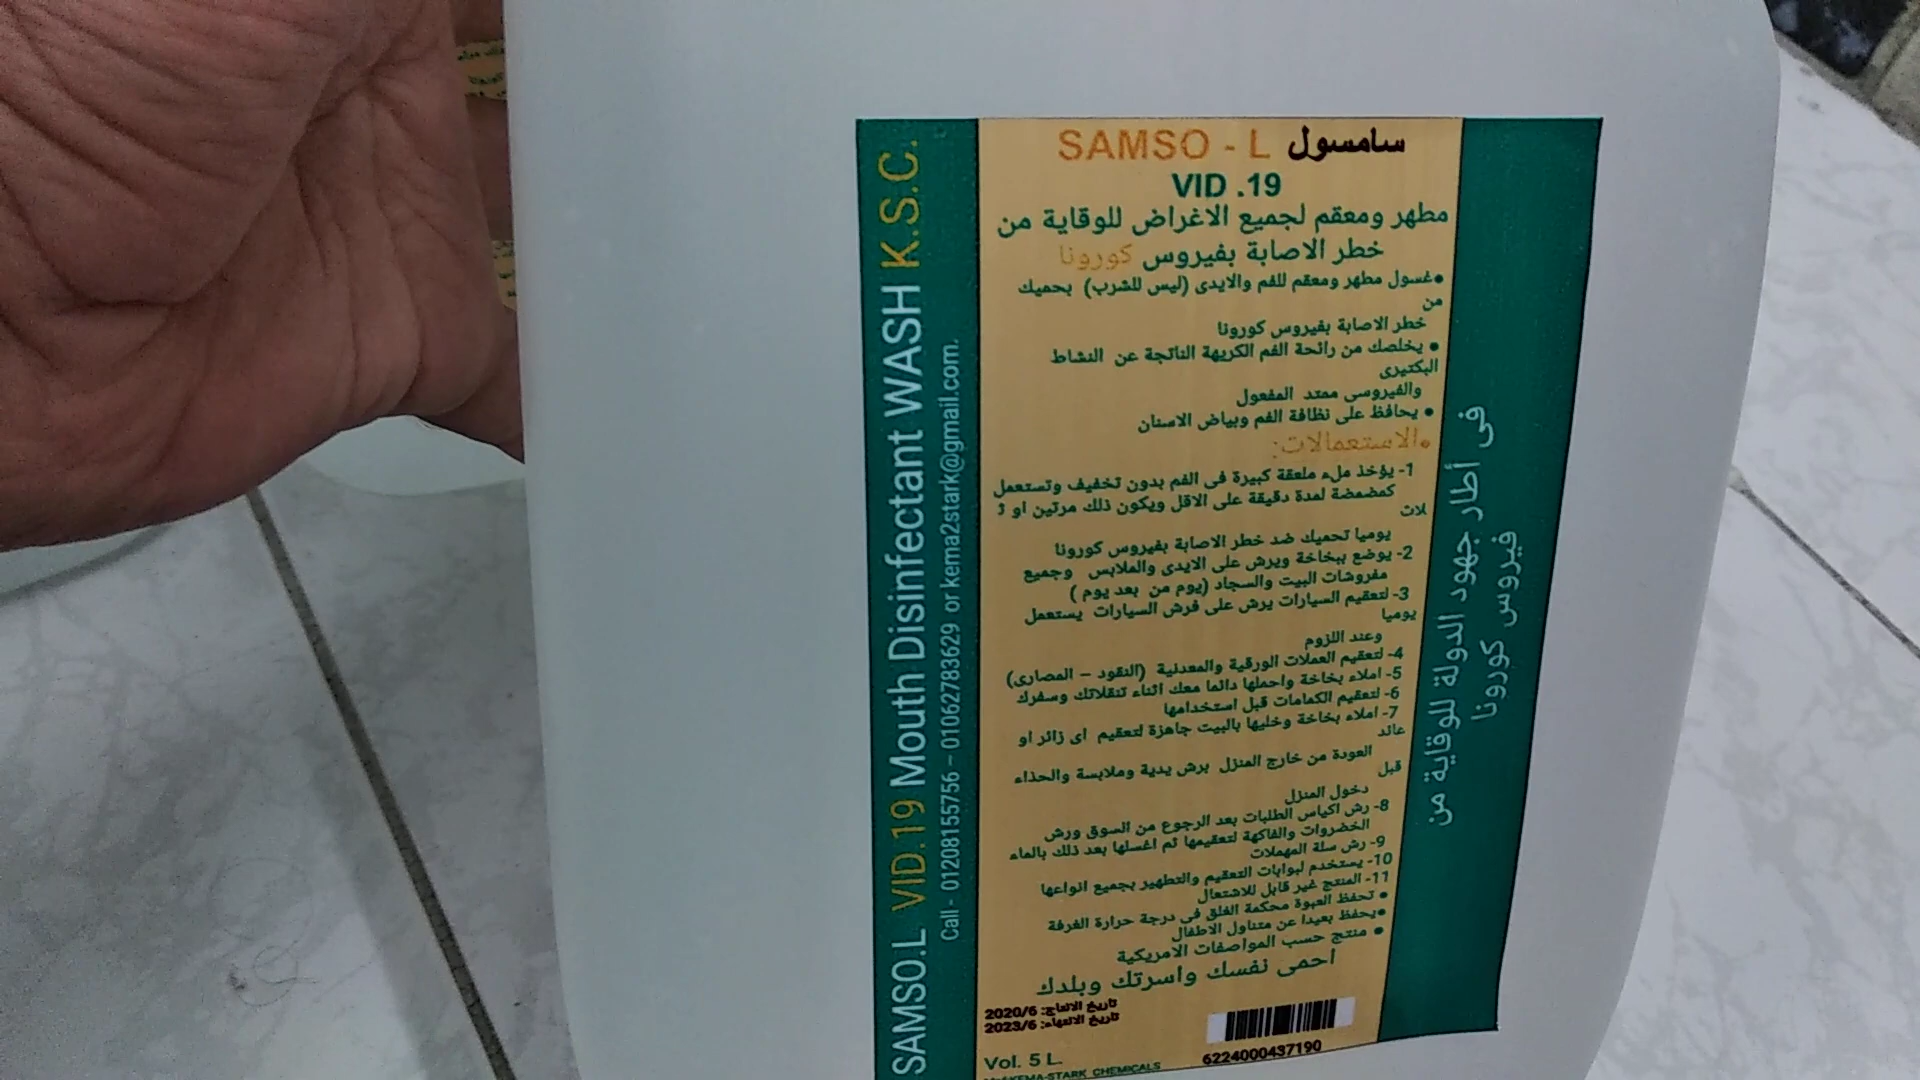 SAMSO - L سامسول
VID .19
مطهر ومعقم لجميع الاغراض للوقاية من
خطر الاصابة بفيروس كورونا
•غسول مطهر ومعقم للفم والايدى (ليس للشرب) بحميك
من
خطر الاصابة بفيروس كورونا
• يخلصك من رائحة الفم الكريهة الناتجة عن النشاط
البكتيرى
والفيروسى ممتد المفعول
• يحافظ على نظافة الفم وبياض الاسنان
•الاستعمالات:
1- يؤخذ ملء ملعقة كبيرة فى الفم بدون تخفيف وتستعمل
كمضمضة لمدة دقيقة على الاقل ويكون ذلك مرتين او ث
لاث
يوميا تحميك ضد خطر الاصابة بفيروس كورونا
2- يوضع ببخاخة ويرش على الايدى والملابس وجميع
مفروشات البيت والسجاد (يوم من بعد يوم )
3- لتعقيم السيارات يرش على فرش السيارات يستعمل
يوميا
وعند اللزوم
4- لتعقيم العملات الورقية والمعدنية (النقود – المصارى)
5- املاء بخاخة واحملها دائما معك اثناء تنقلاتك وسفرك
6- لتعقيم الكمامات قبل استخدامها
7- املاء بخاخة وخليها بالبيت جاهزة لتعقيم اى زائر او
عائد
العودة من خارج المنزل برش يدية وملابسة والحذاء
قبل
دخول المنزل
8- رش اكياس الطلبات بعد الرجوع من السوق ورش
الخضروات والفاكهة لتعقيمها ثم اغسلها بعد ذلك بالماء
9- رش سلة المهملات
10- يستخدم لبوابات التعقيم والتطهير بجميع انواعها
11- المنتج غير قابل للاشتعال
• تحفظ العبوة محكمة الغلق فى درجة حرارة الغرفة
•يحفظ بعيدا عن متناول الاطفال
• منتج حسب المواصفات الامريكية
احمى نفسك واسرتك وبلدك
تاريخ الانتاج: 2020/6
تاريخ الانتهاء: 2023/6
Vol. 5 L.
6224000437190
KEMA-STARK CHEMICALS
SAMSO.L VID.19 Mouth Disinfectant WASH K.S.C.
Call - 01208155756 – 01062783629 or kema2stark@gmail.com.
فى أطار جهود الدولة للوقاية من
فيروس كورونا